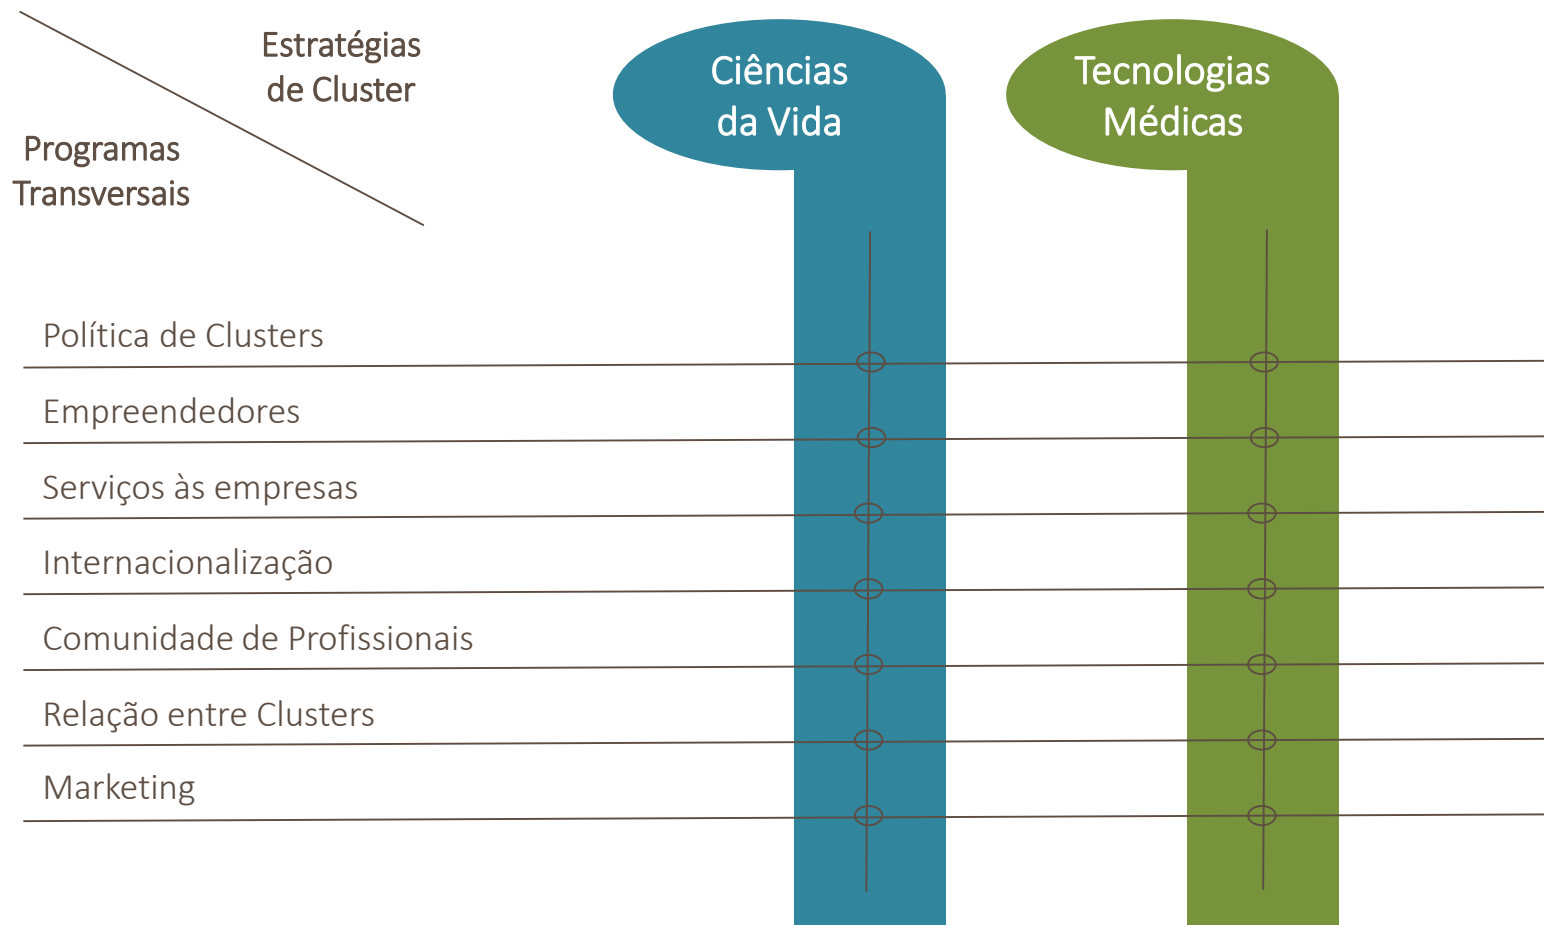 Estratégias
de Cluster
Programas
Transversais
Ciências
da Vida
Tecnologias
Médicas
Política de Clusters
Empreendedores
Serviços às empresas
Internacionalização
Comunidade de Profissionais
Relação entre Clusters
Marketing